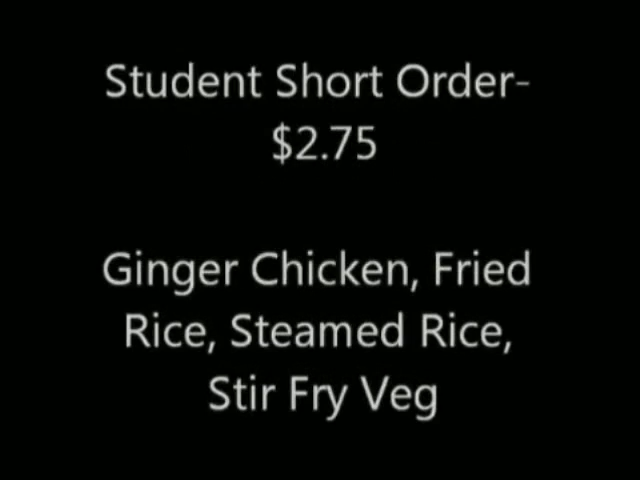 Student Short Order-
$2.75
Ginger Chicken, Fried
Rice, Steamed Rice,
Stir Fry Veg